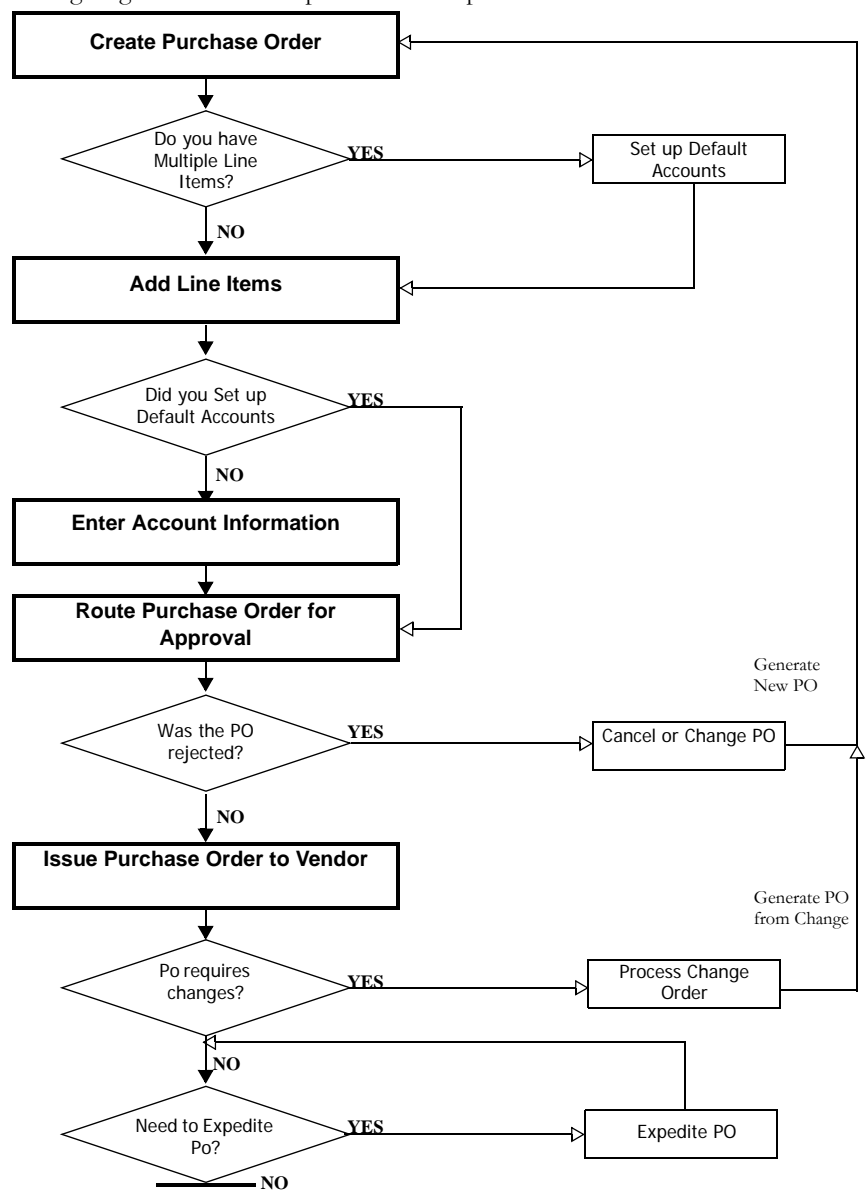 Create Purchase Order
Do you have
Multiple Line
Items?
YES
Set up Default
Accounts
NO
Add Line Items
Did you Set up
Default Accounts
YES
NO
Enter Account Information
Route Purchase Order for
Approval
Generate
New PO
Was the PO
rejected?
YES
Cancel or Change PO
NO
Issue Purchase Order to Vendor
Generate PO
from Change
Po requires
changes?
YES
Process Change
Order
NO
Need to Expedite
Po?
YES
Expedite PO
NO